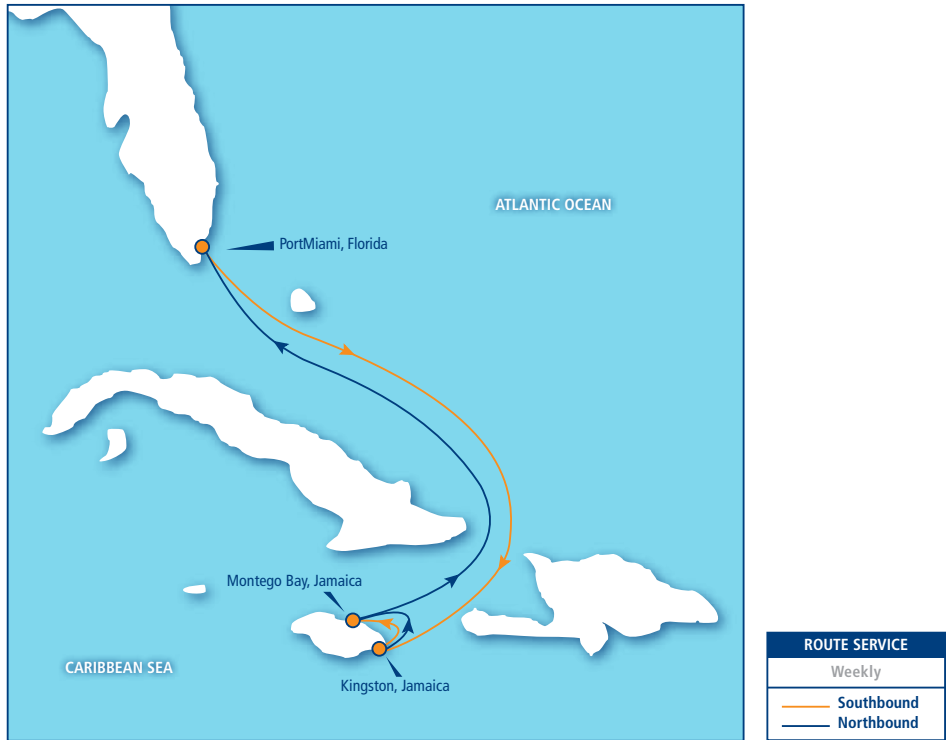 ATLANTIC OCEAN
PortMiami, Florida
Montego Bay, Jamaica
CARIBBEAN SEA
Kingston, Jamaica
ROUTE SERVICE
Weekly
Southbound
Northbound